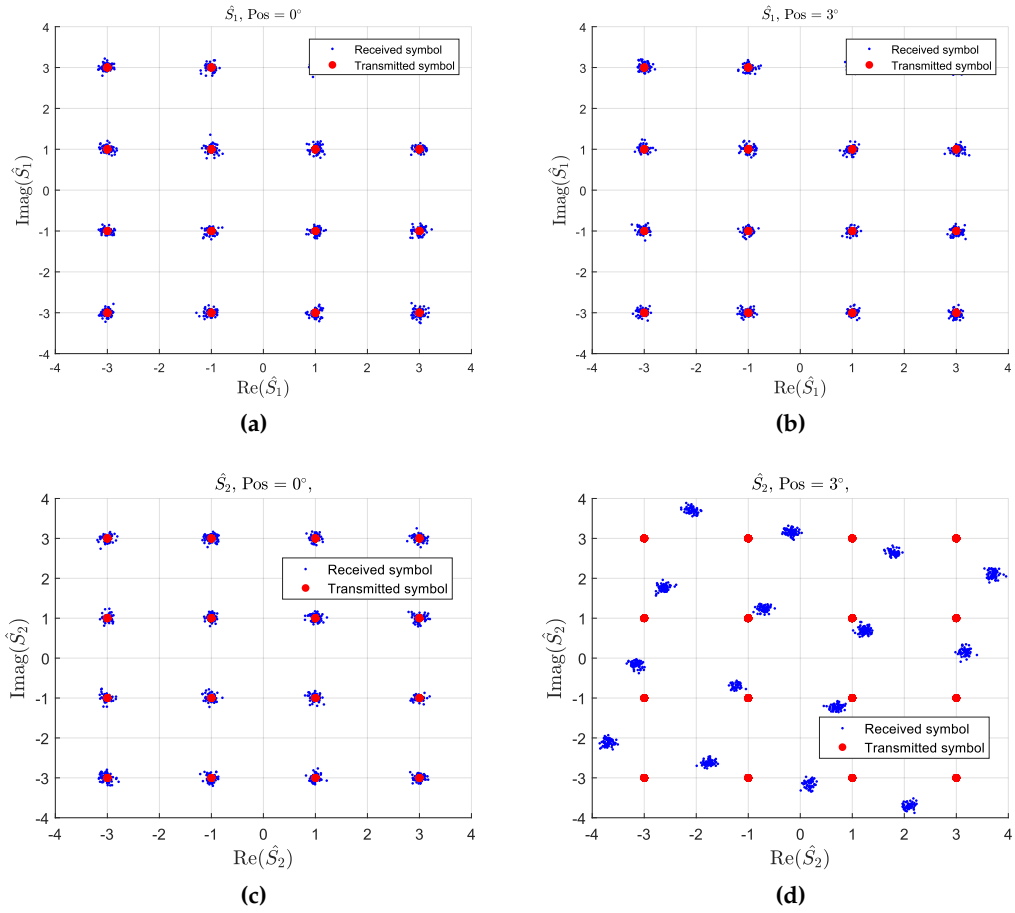 Ŝ₁, Pos = 0°
4
3
2
1
0
-1
-2
-3
-4
Imag(Ŝ₁)
Received symbol
Transmitted symbol
-4 -3 -2 -1 0 1 2 3 4
Re(Ŝ₁)
(a)
Ŝ₁, Pos = 3°
4
3
2
1
0
-1
-2
-3
-4
Imag(Ŝ₁)
Received symbol
Transmitted symbol
-4 -3 -2 -1 0 1 2 3 4
Re(Ŝ₁)
(b)
Ŝ₂, Pos = 0°,
4
3
2
1
0
-1
-2
-3
-4
Imag(Ŝ₂)
Received symbol
Transmitted symbol
-4 -3 -2 -1 0 1 2 3 4
Re(Ŝ₂)
(c)
Ŝ₂, Pos = 3°,
4
3
2
1
0
-1
-2
-3
-4
Imag(Ŝ₂)
Received symbol
Transmitted symbol
-4 -3 -2 -1 0 1 2 3 4
Re(Ŝ₂)
(d)